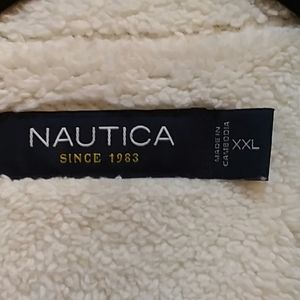 NAUTICA
SINCE 1983
MADE IN
CAMBODIA
XXL